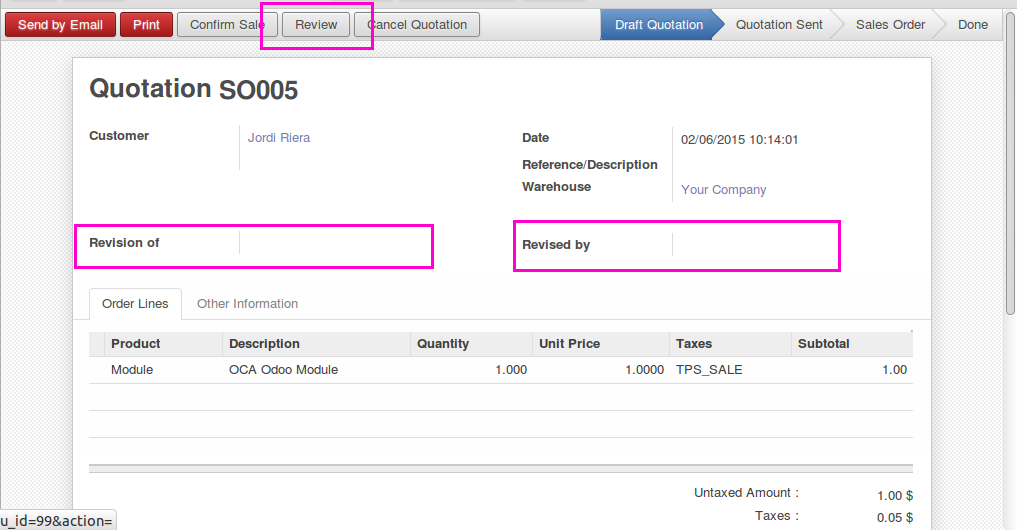 Send by Email Print Confirm Sale Review Cancel Quotation Draft Quotation Quotation Sent Sales Order Done
Quotation SO005
Customer Jordi Riera
Date 02/06/2015 10:14:01
Reference/Description
Warehouse Your Company
Revision of
Revised by
Order Lines Other Information
Product Description Quantity Unit Price Taxes Subtotal
Module OCA Odoo Module 1.000 1.0000 TPS_SALE 1.00
Untaxed Amount : 1.00 $
Taxes : 0.05 $
u_id=99&action=